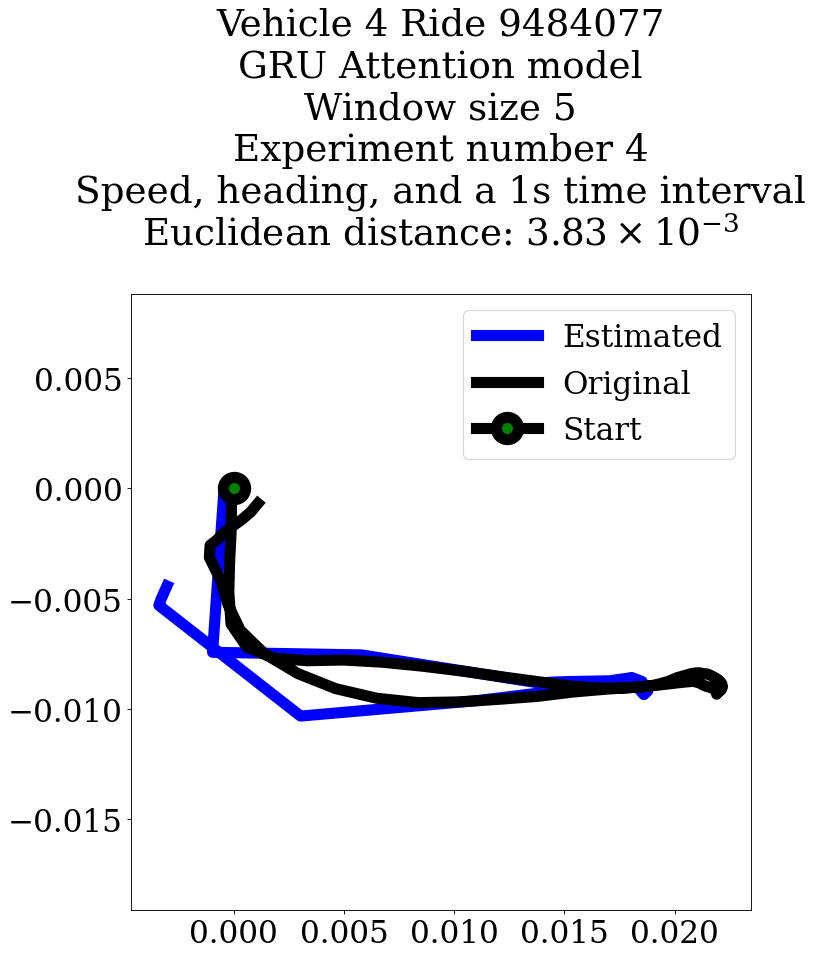 Vehicle 4 Ride 9484077
GRU Attention model
Window size 5
Experiment number 4
Speed, heading, and a 1s time interval
Euclidean distance: 3.83 × 10⁻³
Estimated
Original
Start
0.005
0.000
−0.005
−0.010
−0.015
0.000 0.005 0.010 0.015 0.020